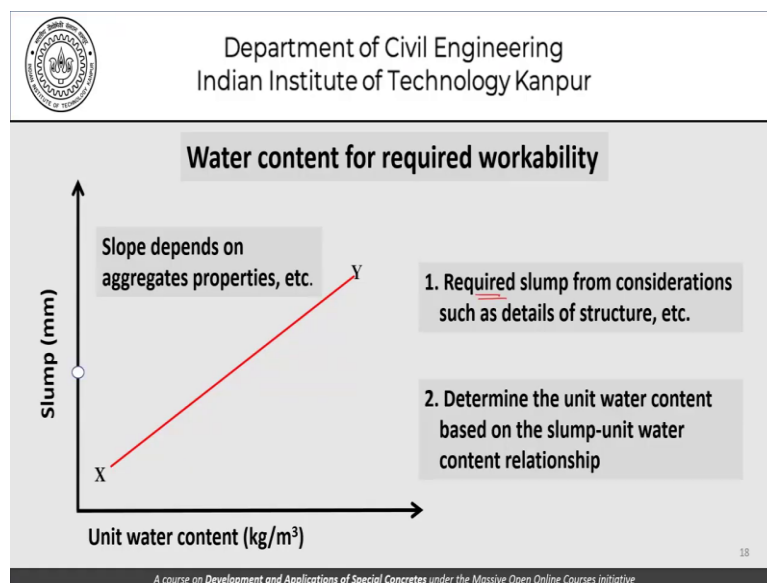 Department of Civil Engineering
Indian Institute of Technology Kanpur
Water content for required workability
Slope depends on
aggregates properties, etc.
Y
X
Slump (mm)
Unit water content (kg/m³)
1. Required slump from considerations
such as details of structure, etc.
2. Determine the unit water content
based on the slump-unit water
content relationship
18
A course on Development and Applications of Special Concretes under the Massive Open Online Courses initiative